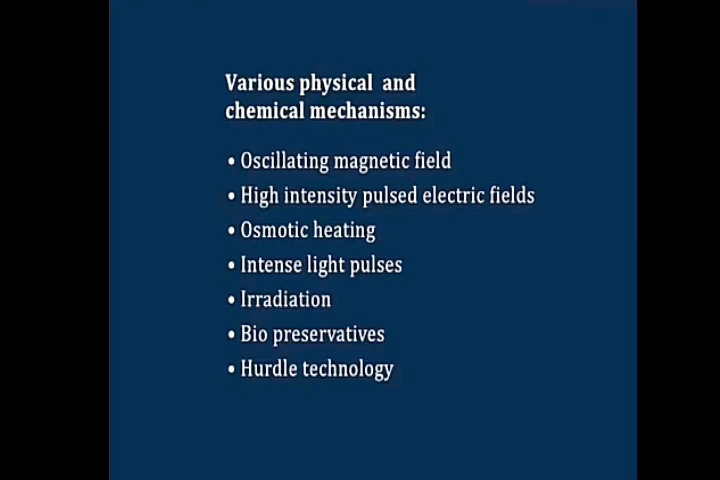 Various physical and
chemical mechanisms:
• Oscillating magnetic field
• High intensity pulsed electric fields
• Osmotic heating
• Intense light pulses
• Irradiation
• Bio preservatives
• Hurdle technology